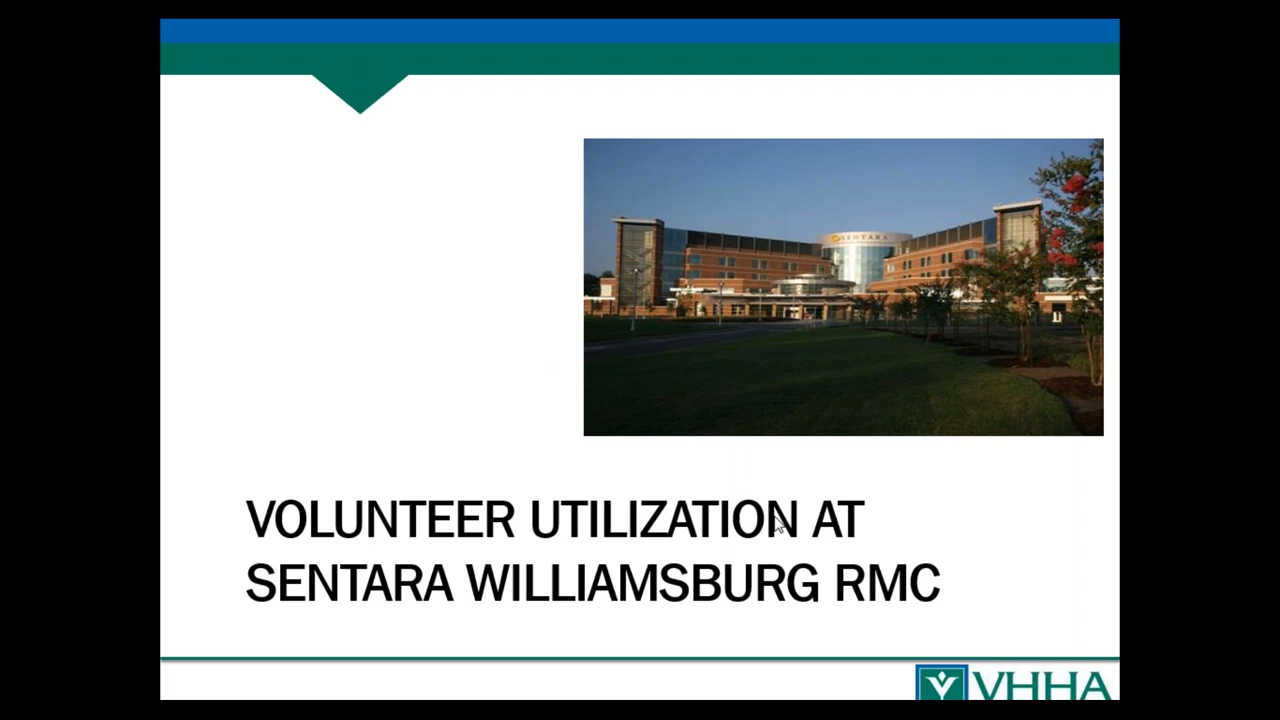 SENTARA
VOLUNTEER UTILIZATION AT
SENTARA WILLIAMSBURG RMC
VHHA